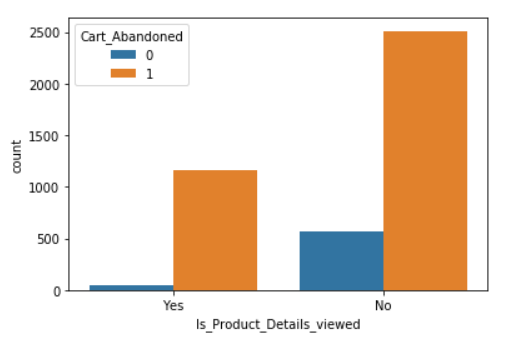 Cart_Abandoned
0
1
2500
2000
1500
1000
500
0
count
Yes No
Is_Product_Details_viewed